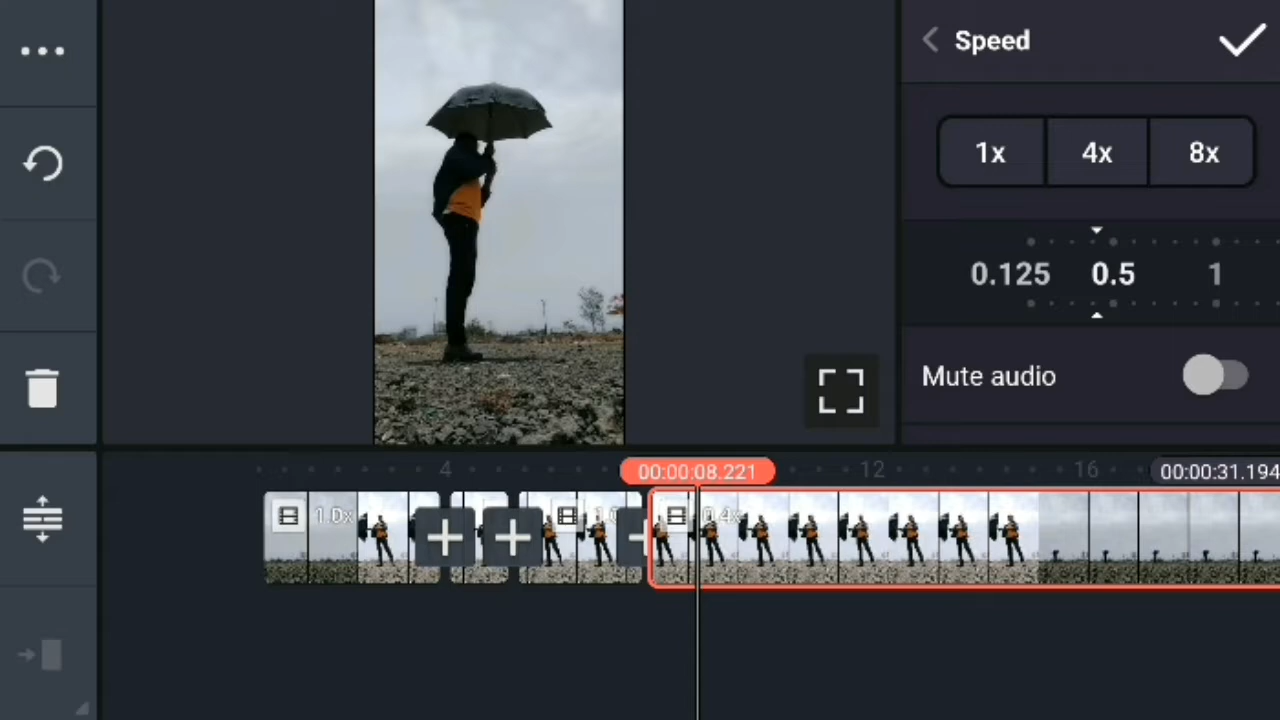 Speed
1x 4x 8x
0.125 0.5 1
Mute audio
4 00:00:08.221 12 16 00:00:31.194
1.0x 1.0 0.4x